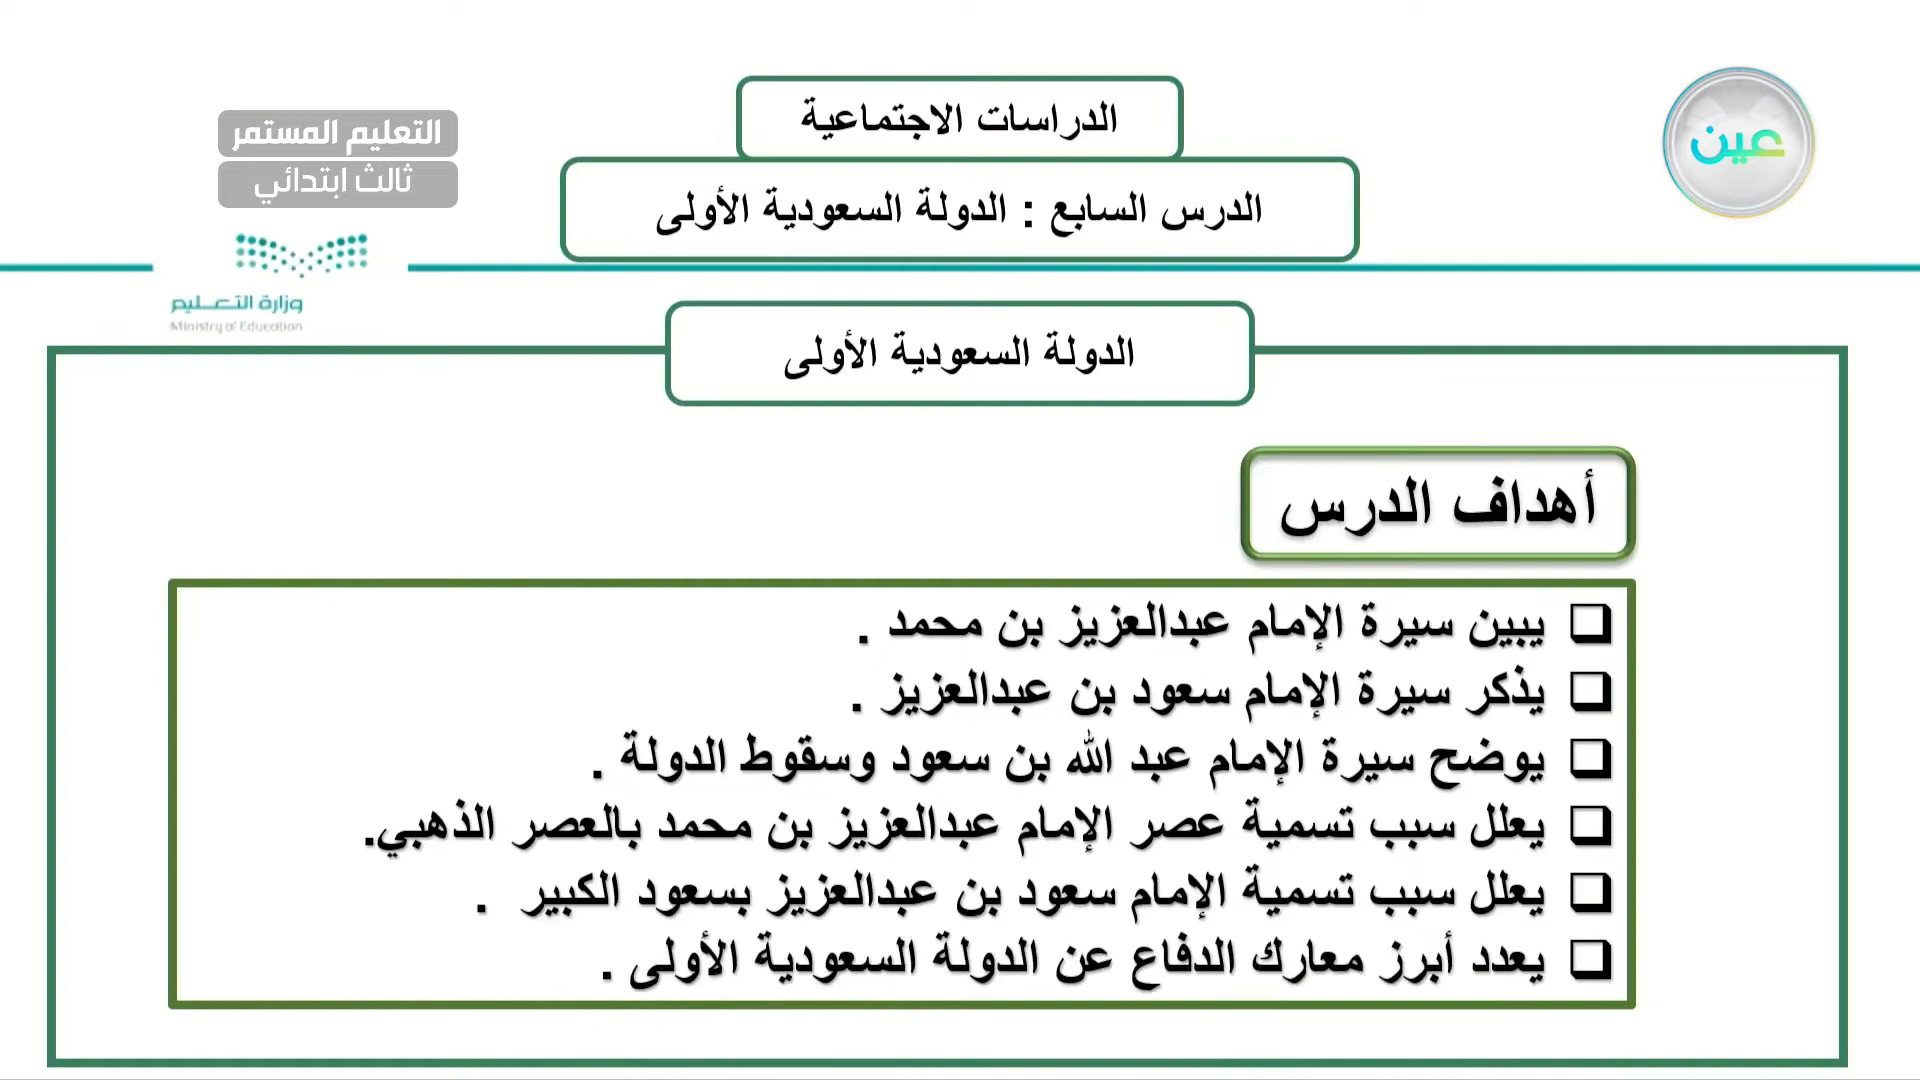 الدراسات الاجتماعية
عين
التعليم المستمر
ثالث ابتدائي
الدرس السابع : الدولة السعودية الأولى
وزارة التعليم
Ministry of Education
الدولة السعودية الأولى
أهداف الدرس
يبين سيرة الإمام عبدالعزيز بن محمد .
يذكر سيرة الإمام سعود بن عبدالعزيز .
يوضح سيرة الإمام عبد الله بن سعود وسقوط الدولة .
يعلل سبب تسمية عصر الإمام عبدالعزيز بن محمد بالعصر الذهبي.
يعلل سبب تسمية الإمام سعود بن عبدالعزيز بسعود الكبير .
يعدد أبرز معارك الدفاع عن الدولة السعودية الأولى .